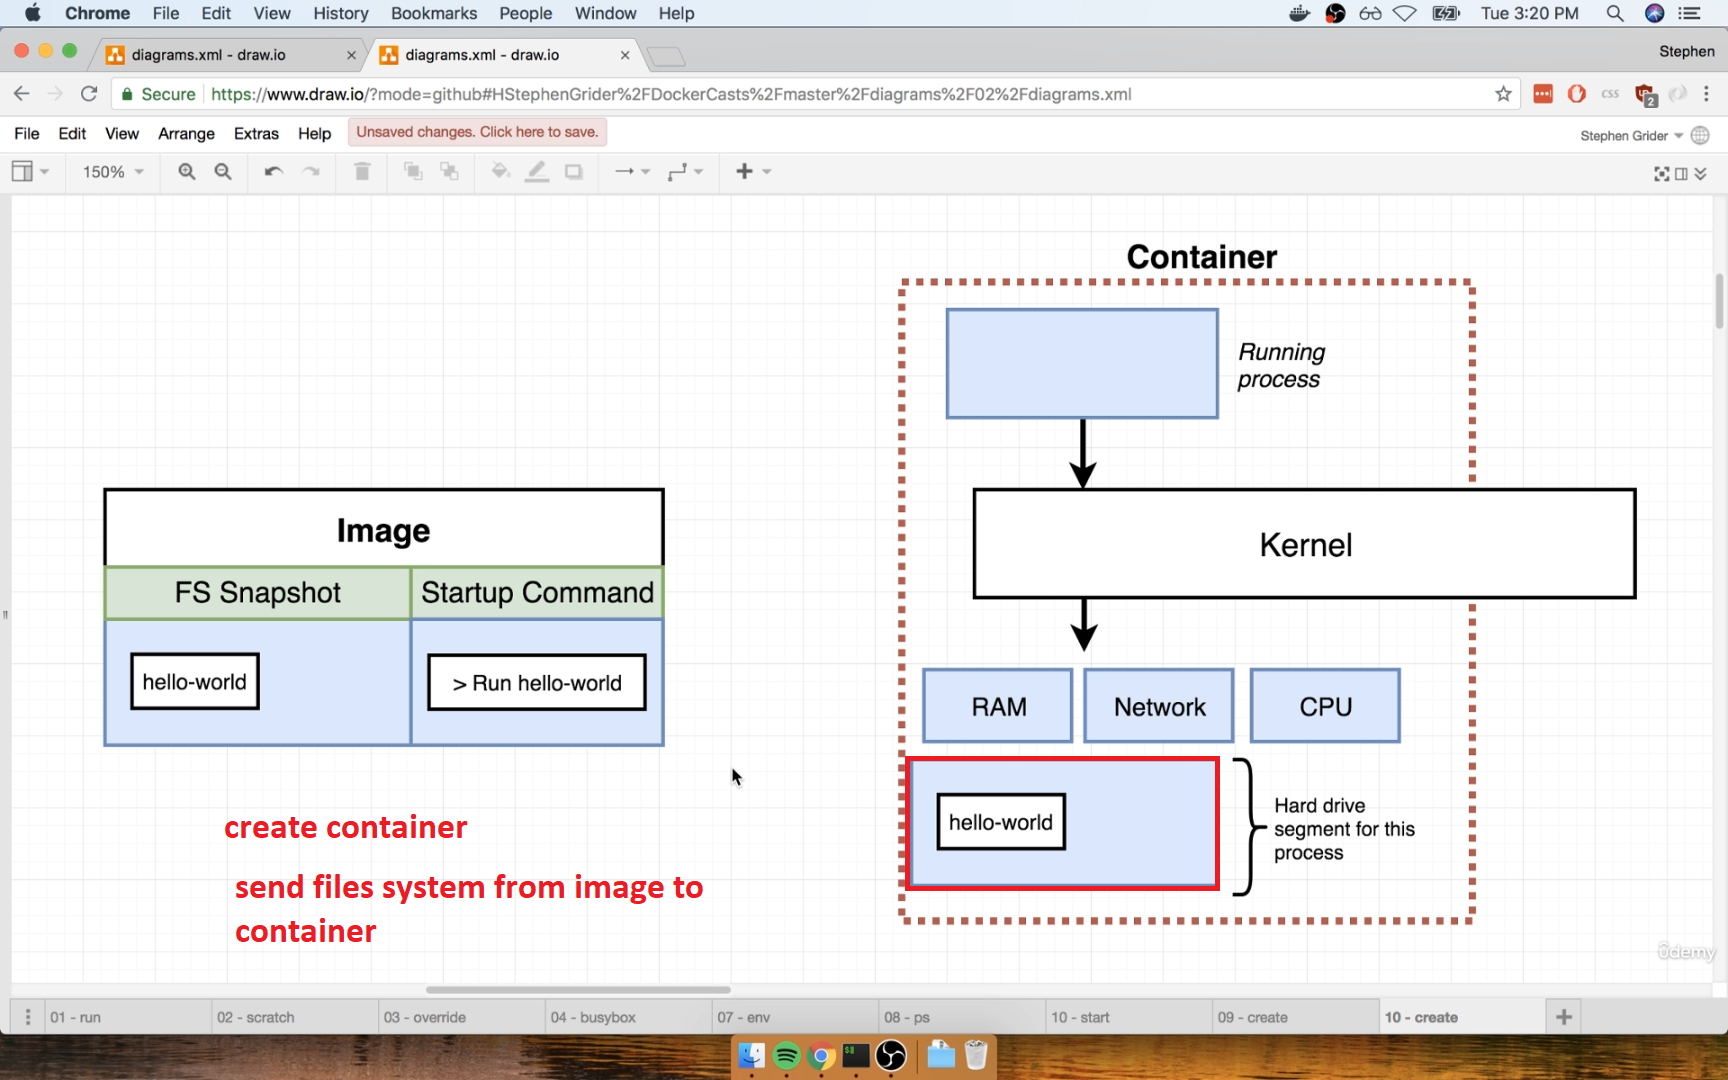 Chrome File Edit View History Bookmarks People Window Help Tue 3:20 PM
diagrams.xml - draw.io diagrams.xml - draw.io Stephen
Secure https://www.draw.io/?mode=github#HStephenGrider%2FDockerCasts%2Fmaster%2Fdiagrams%2F02%2Fdiagrams.xml css 2
File Edit View Arrange Extras Help Unsaved changes. Click here to save. Stephen Grider
150%
Container
Running
process
Image
Kernel
FS Snapshot Startup Command
hello-world > Run hello-world
RAM Network CPU
hello-world
Hard drive
segment for this
process
create container
send files system from image to
container
ûdemy
01 - run 02 - scratch 03 - override 04 - busybox 07 - env 08 - ps 10 - start 09 - create 10 - create